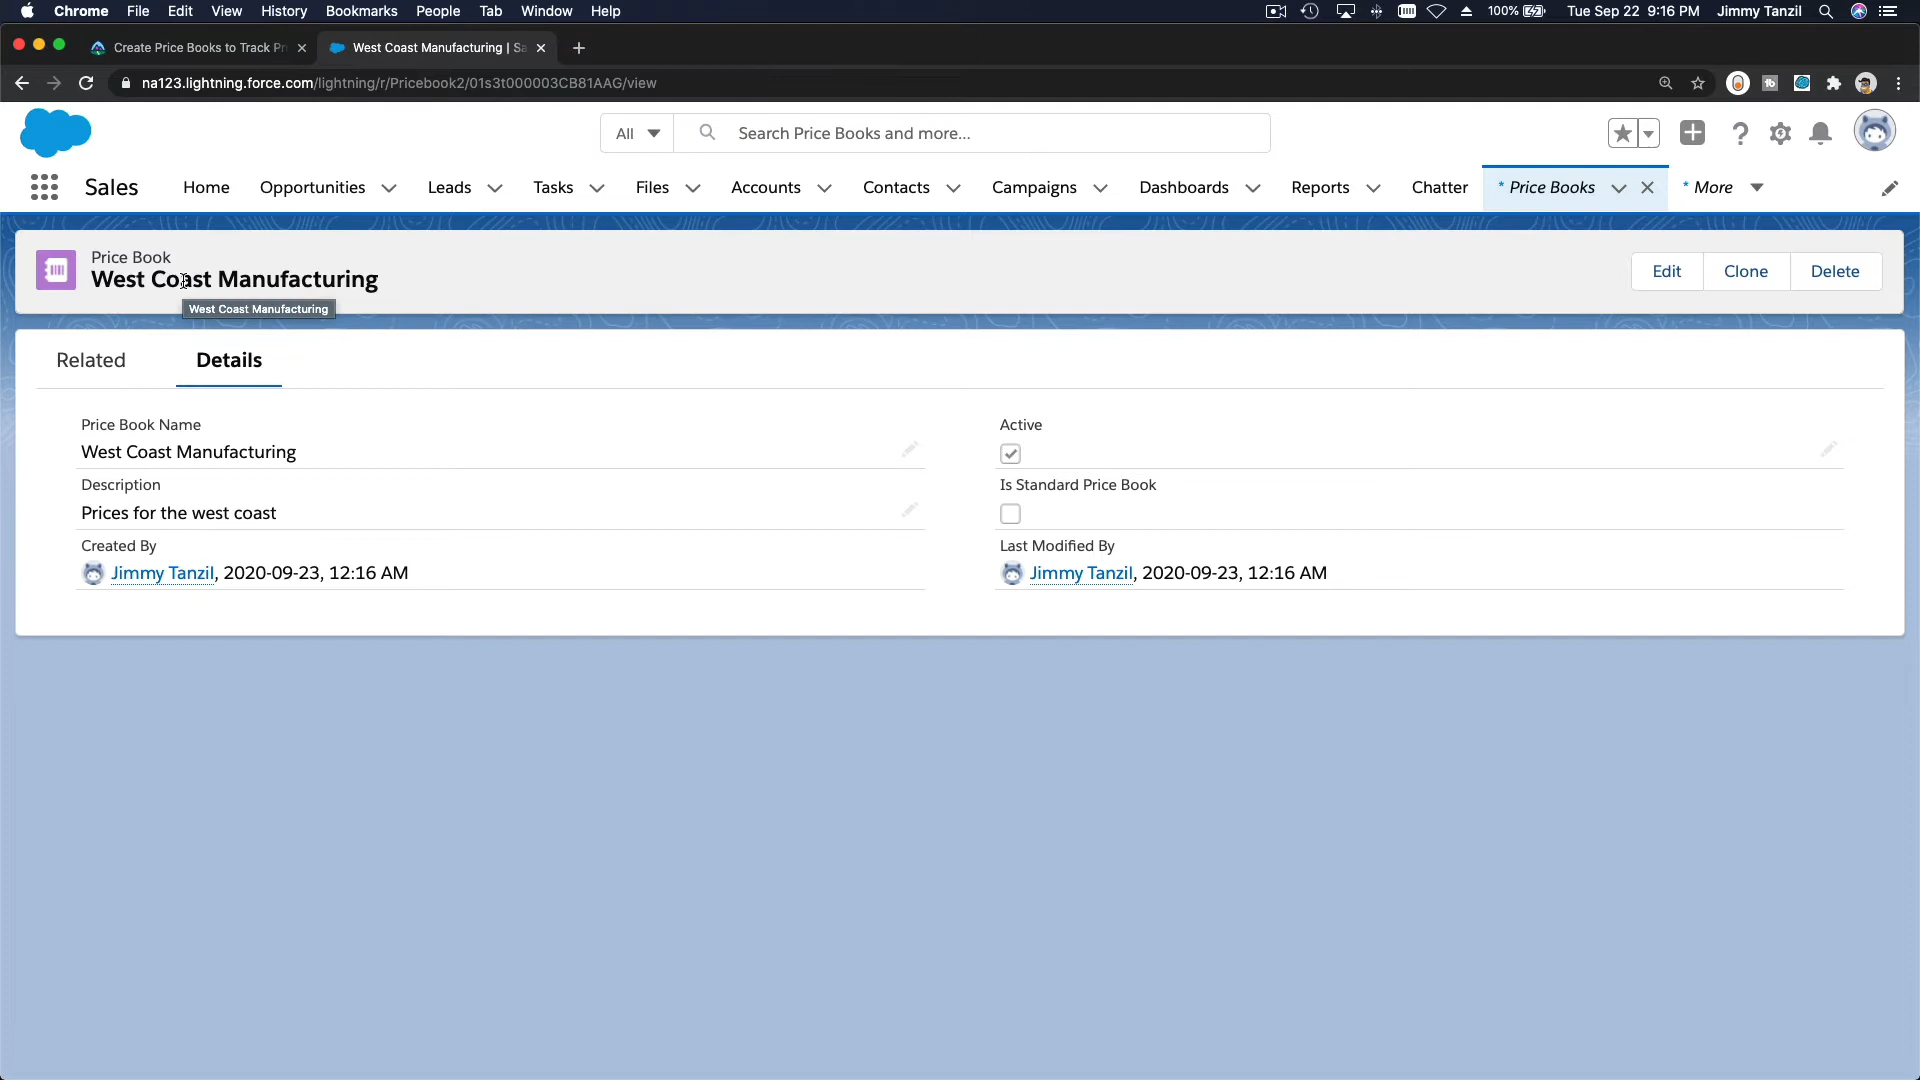 Chrome File Edit View History Bookmarks People Tab Window Help 100% Tue Sep 22 9:16 PM Jimmy Tanzil
Create Price Books to Track Pr West Coast Manufacturing | Sa
na123.lightning.force.com/lightning/r/Pricebook2/01s3t000003CB81AAG/view
All Search Price Books and more...
Sales Home Opportunities Leads Tasks Files Accounts Contacts Campaigns Dashboards Reports Chatter * Price Books * More
Price Book
West Coast Manufacturing
Edit Clone Delete
West Coast Manufacturing
Related Details
Price Book Name Active
West Coast Manufacturing
Description Is Standard Price Book
Prices for the west coast
Created By Last Modified By
Jimmy Tanzil, 2020-09-23, 12:16 AM Jimmy Tanzil, 2020-09-23, 12:16 AM